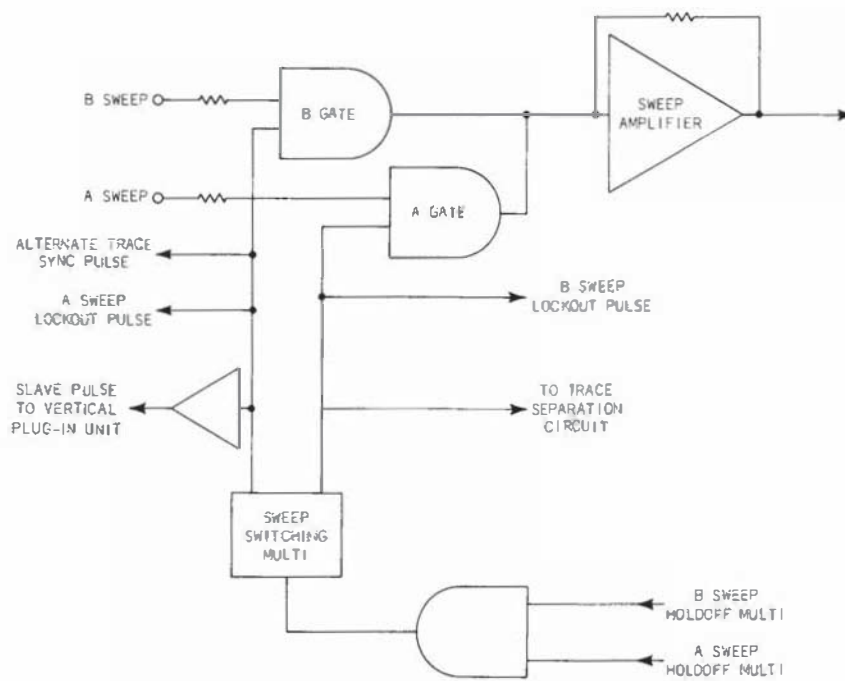 B SWEEP
B GATE
SWEEP
AMPLIFIER
A SWEEP
A GATE
ALTERNATE TRACE
SYNC PULSE
B SWEEP
LOCKOUT PULSE
A SWEEP
LOCKOUT PULSE
SLAVE PULSE
TO VERTICAL
PLUG-IN UNIT
TO TRACE
SEPARATION
CIRCUIT
SWEEP
SWITCHING
MULTI
B SWEEP
HOLDOFF MULTI
A SWEEP
HOLDOFF MULTI